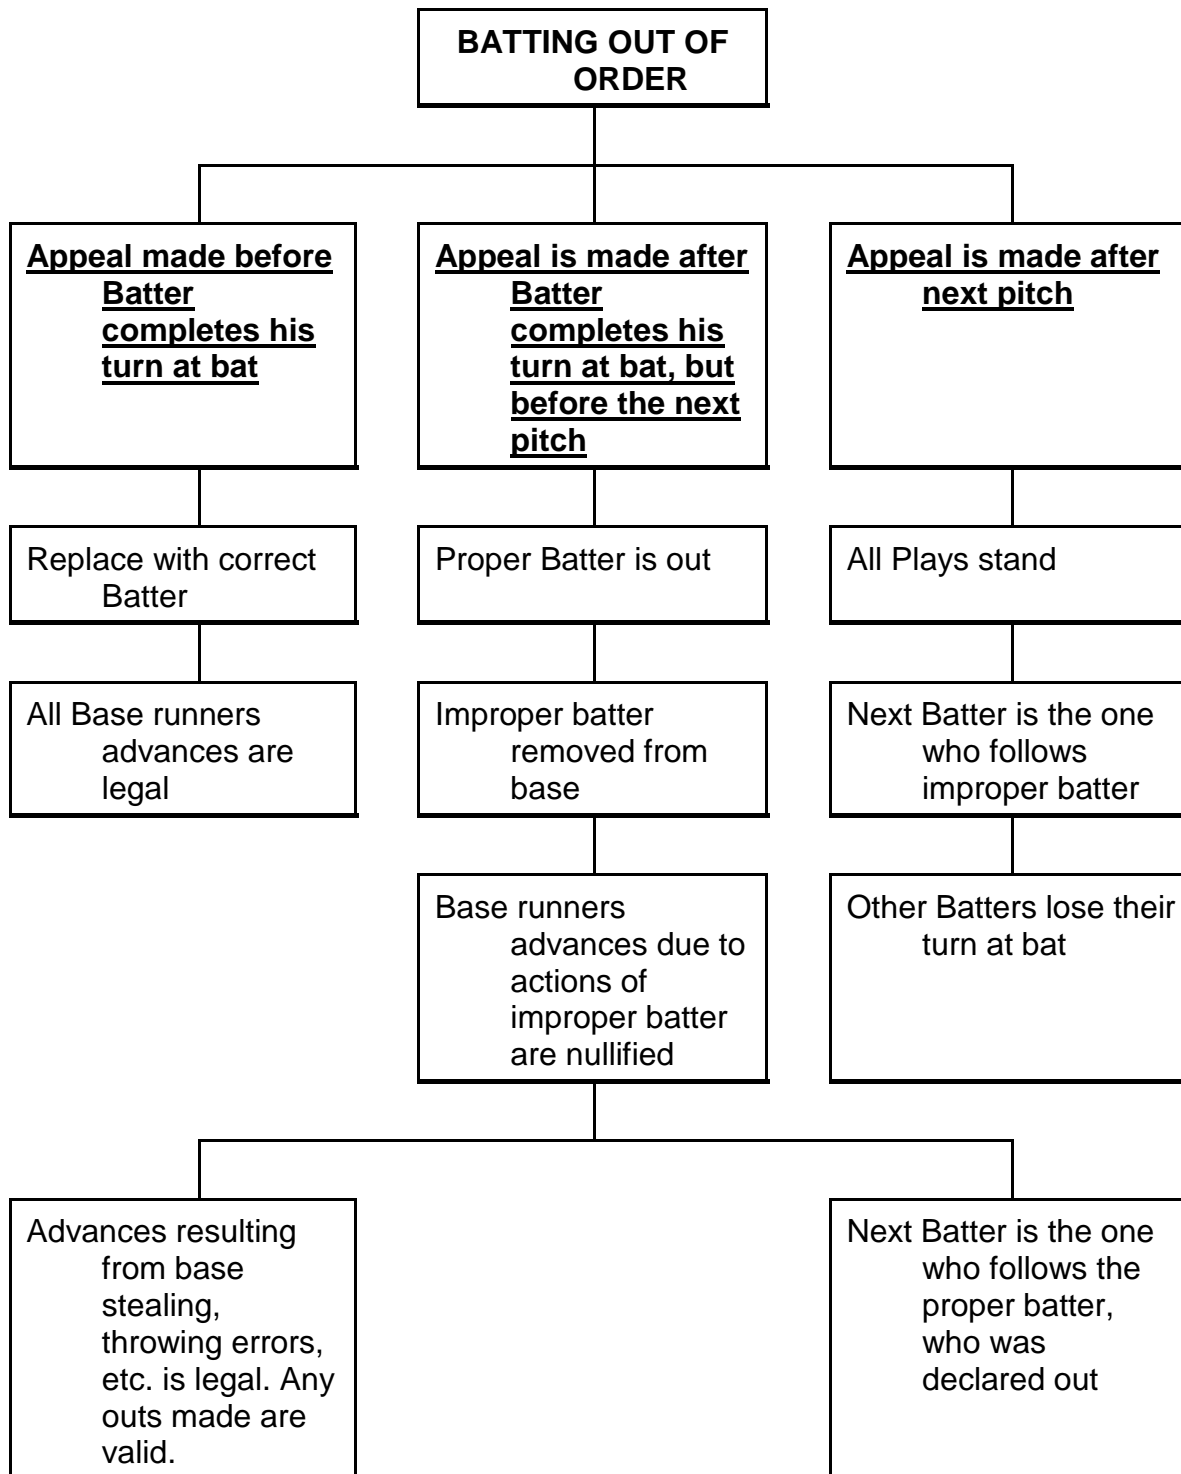 BATTING OUT OF
ORDER
Appeal made before
Batter
completes his
turn at bat
Appeal is made after
Batter
completes his
turn at bat, but
before the next
pitch
Appeal is made after
next pitch
Replace with correct
Batter
Proper Batter is out
All Plays stand
All Base runners
advances are
legal
Improper batter
removed from
base
Next Batter is the one
who follows
improper batter
Base runners
advances due to
actions of
improper batter
are nullified
Other Batters lose their
turn at bat
Advances resulting
from base
stealing,
throwing errors,
etc. is legal. Any
outs made are
valid.
Next Batter is the one
who follows the
proper batter,
who was
declared out